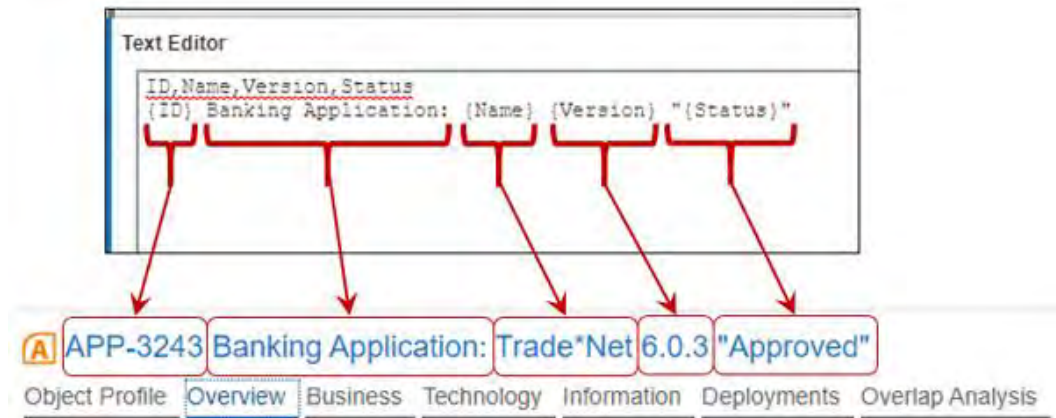 Text Editor
ID,Name,Version,Status
{ID} Banking Application: {Name} {Version} "{Status}"
A APP-3243 Banking Application: Trade*Net 6.0.3 "Approved"
Object Profile Overview Business Technology Information Deployments Overlap Analysis